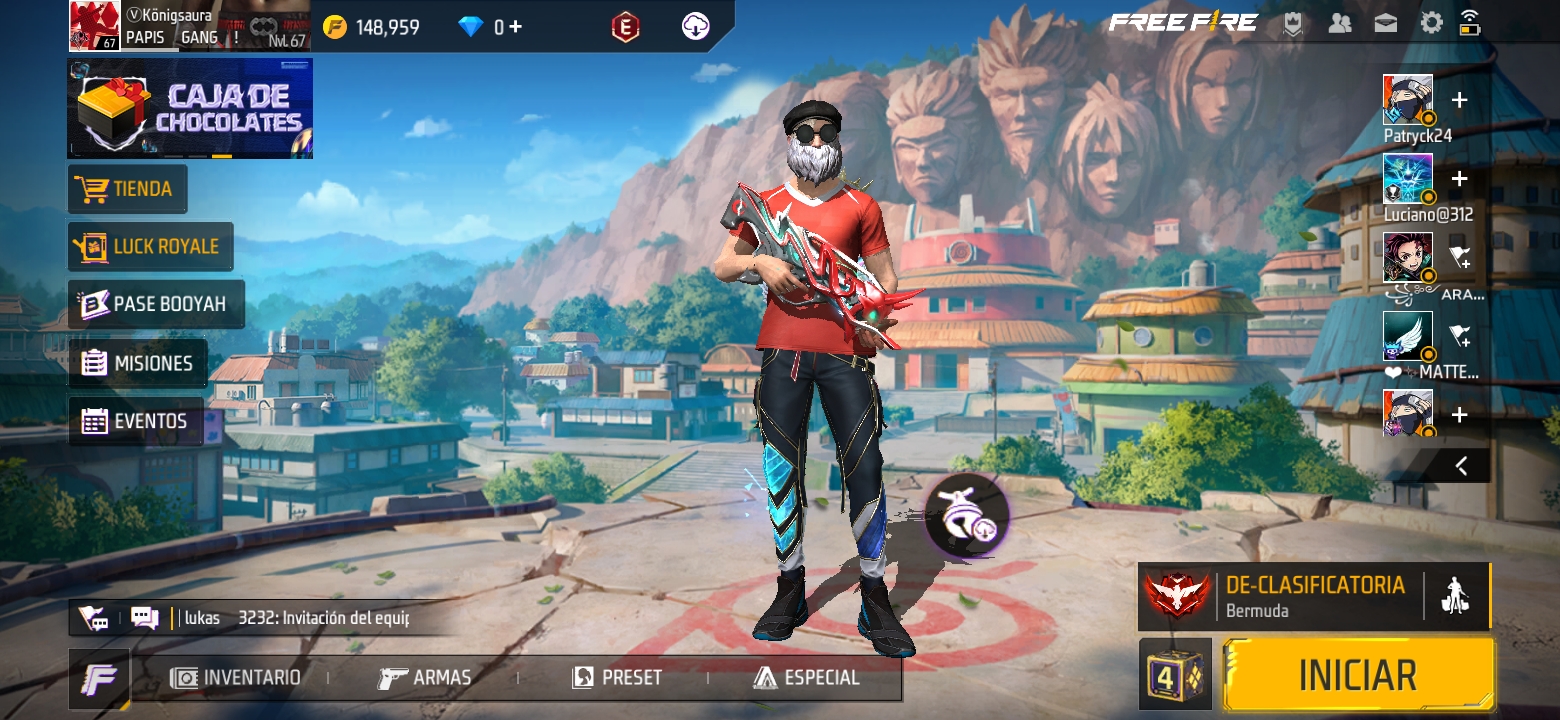 Königsaura
67
PAPIS GANG !
Nvl.67
148,959
0 +
E
FREE FIRE
CAJA DE
CHOCOLATES
TIENDA
LUCK ROYALE
PASE BOOYAH
MISIONES
EVENTOS
Patryck24
Luciano@312
ARA...
MATTE...
lukas 3232: Invitación del equip
INVENTARIO
ARMAS
PRESET
ESPECIAL
DE-CLASIFICATORIA
Bermuda
4
INICIAR